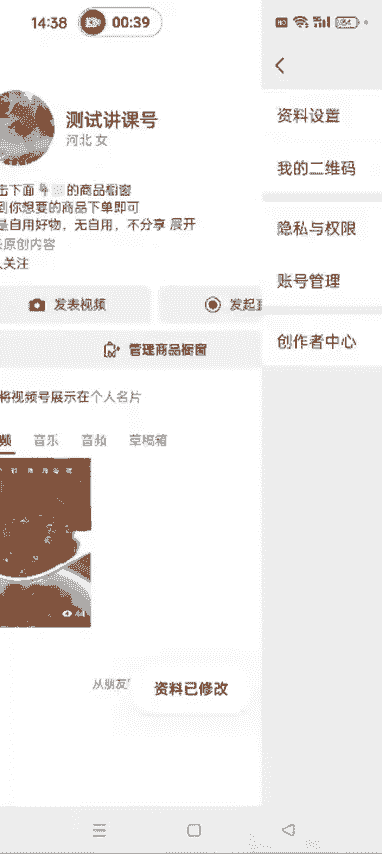 14:38
00:39
资料设置
我的二维码
隐私与权限
账号管理
创作者中心
测试讲课号
河北 女
击下面 的商品橱窗
到你想要的商品下单即可
是自用好物，无自用，不分享 展开
原创内容
人关注
发表视频
发起直
管理商品橱窗
将视频号展示在个人名片
频 音乐 音频 草稿箱
从朋友
资料已修改